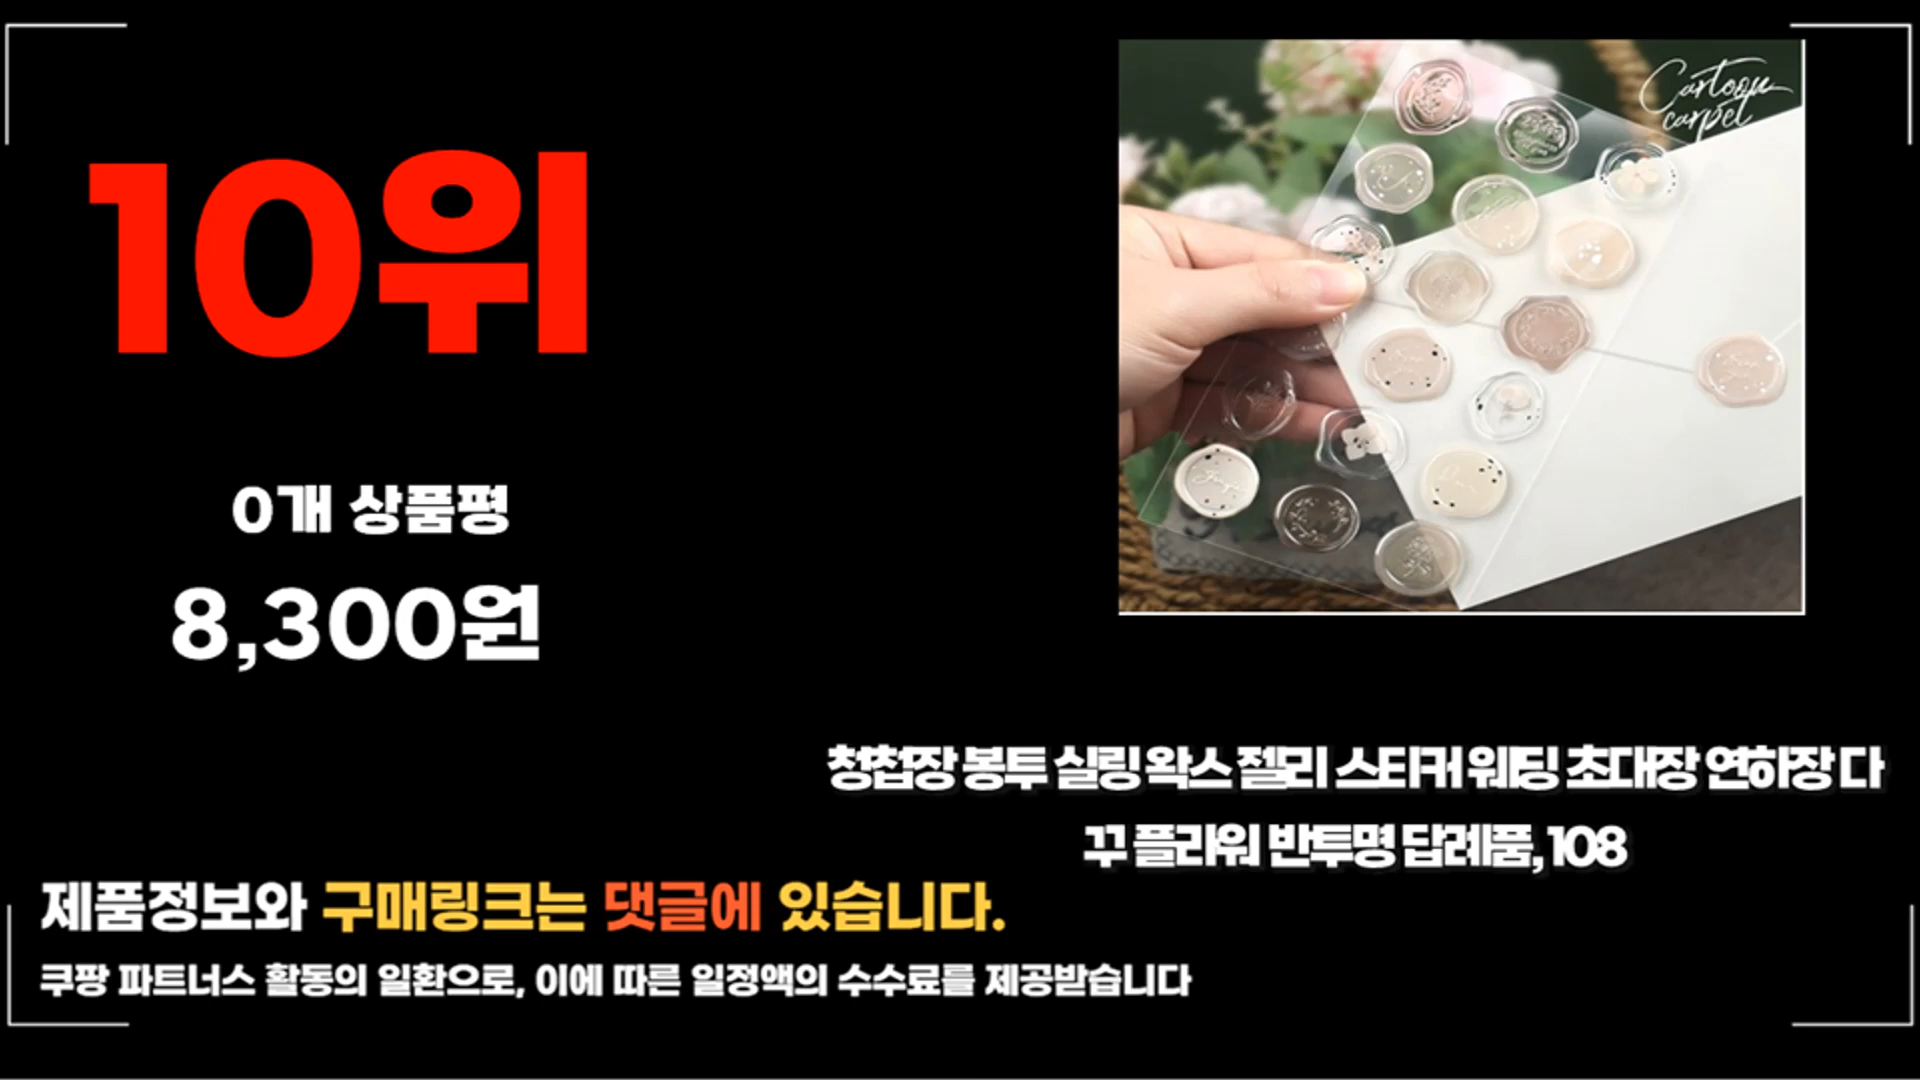 Cartoon
carpet
10위
0개 상품평
8,300원
청첩장 봉투 실링 왁스 젤리 스티커 웨딩 초대장 연하장 다
꾸 플라워 반투명 답례품, 108
제품정보와 구매링크는 댓글에 있습니다.
쿠팡 파트너스 활동의 일환으로, 이에 따른 일정액의 수수료를 제공받습니다